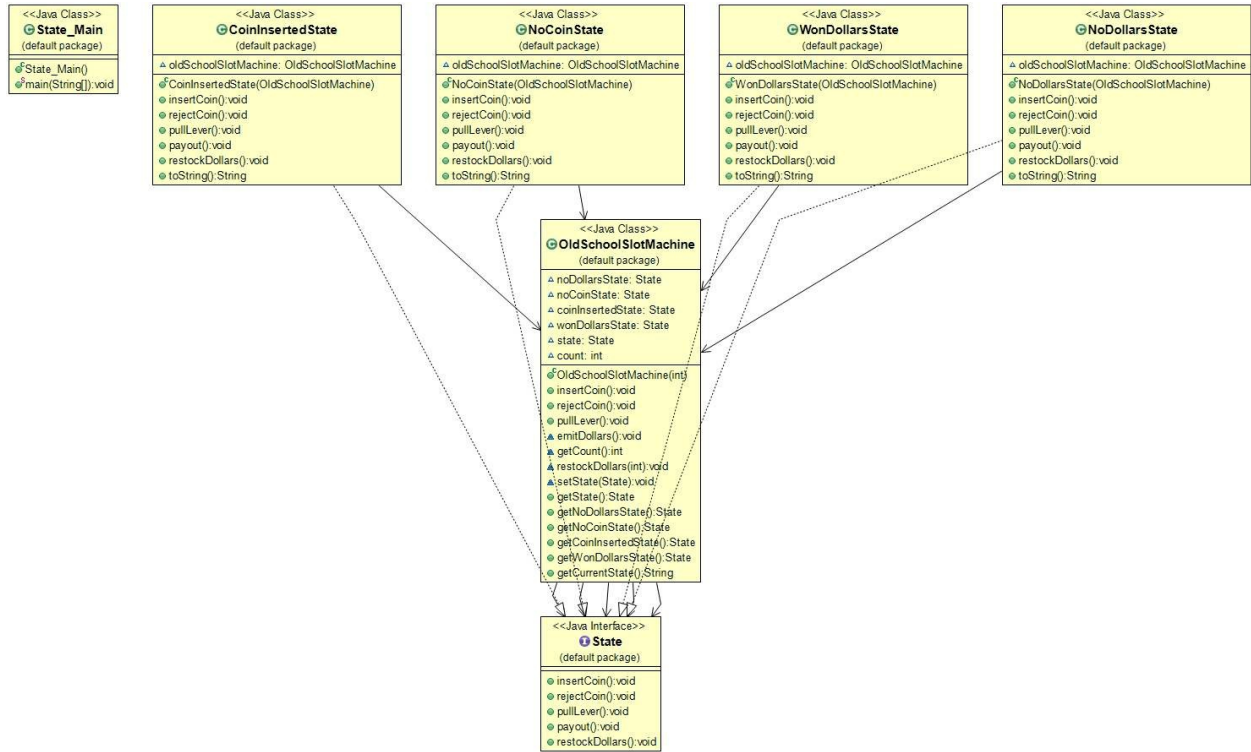 <<Java Class>>
State_Main
(default package)
State_Main()
main(String[]):void
<<Java Class>>
CoinInsertedState
(default package)
oldSchoolSlotMachine: OldSchoolSlotMachine
CoinInsertedState(OldSchoolSlotMachine)
insertCoin():void
rejectCoin():void
pullLever():void
payout():void
restockDollars():void
toString():String
<<Java Class>>
NoCoinState
(default package)
oldSchoolSlotMachine: OldSchoolSlotMachine
NoCoinState(OldSchoolSlotMachine)
insertCoin():void
rejectCoin():void
pullLever():void
payout():void
restockDollars():void
toString():String
<<Java Class>>
WonDollarsState
(default package)
oldSchoolSlotMachine: OldSchoolSlotMachine
WonDollarsState(OldSchoolSlotMachine)
insertCoin():void
rejectCoin():void
pullLever():void
payout():void
restockDollars():void
toString():String
<<Java Class>>
NoDollarsState
(default package)
oldSchoolSlotMachine: OldSchoolSlotMachine
NoDollarsState(OldSchoolSlotMachine)
insertCoin():void
rejectCoin():void
pullLever():void
payout():void
restockDollars():void
toString():String
<<Java Class>>
OldSchoolSlotMachine
(default package)
noDollarsState: State
noCoinState: State
coinInsertedState: State
wonDollarsState: State
state: State
count: int
OldSchoolSlotMachine(int)
insertCoin():void
rejectCoin():void
pullLever():void
emitDollars():void
getCount():int
restockDollars(int):void
setState(State):void
getState():State
getNoDollarsState():State
getNoCoinState():State
getCoinInsertedState():State
getWonDollarsState():State
getCurrentState():String
<<Java Interface>>
State
(default package)
insertCoin():void
rejectCoin():void
pullLever():void
payout():void
restockDollars():void